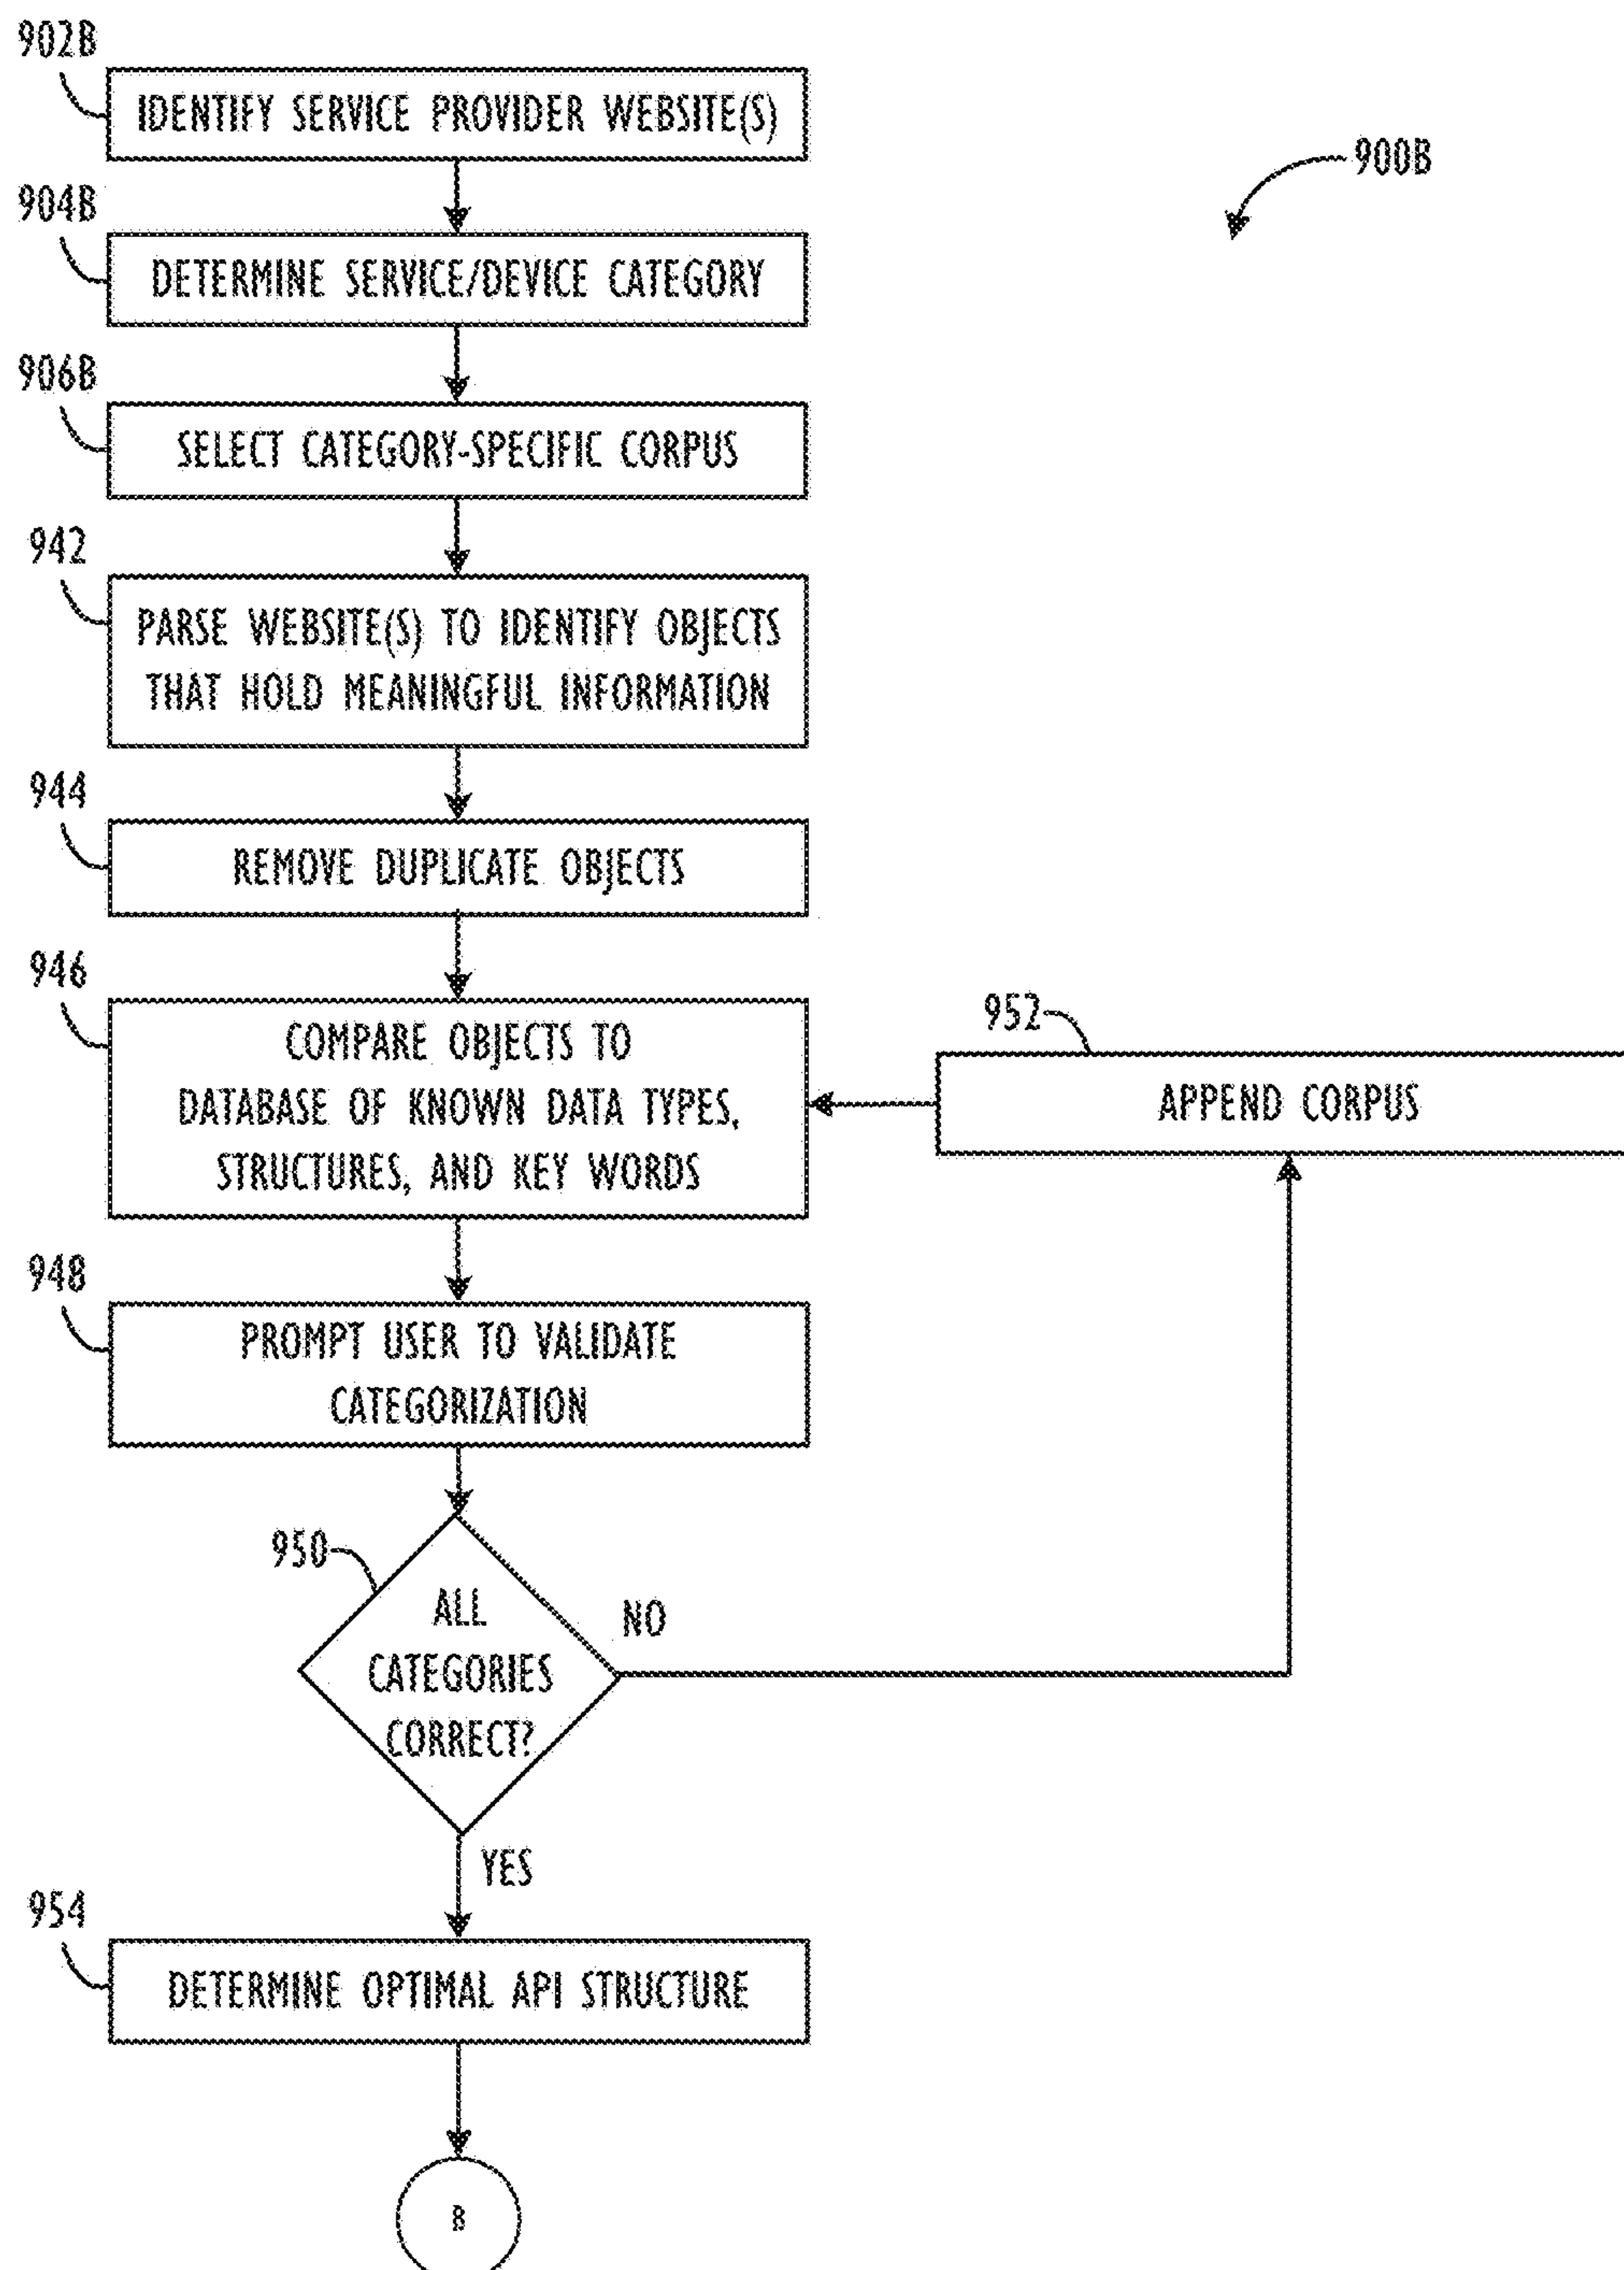 902B
IDENTIFY SERVICE PROVIDER WEBSITE(S)
900B
904B
DETERMINE SERVICE/DEVICE CATEGORY
906B
SELECT CATEGORY-SPECIFIC CORPUS
942
PARSE WEBSITE(S) TO IDENTIFY OBJECTS
THAT HOLD MEANINGFUL INFORMATION
944
REMOVE DUPLICATE OBJECTS
946
COMPARE OBJECTS TO
DATABASE OF KNOWN DATA TYPES,
STRUCTURES, AND KEY WORDS
952
APPEND CORPUS
948
PROMPT USER TO VALIDATE
CATEGORIZATION
950
ALL
CATEGORIES
CORRECT?
NO
YES
954
DETERMINE OPTIMAL API STRUCTURE
B